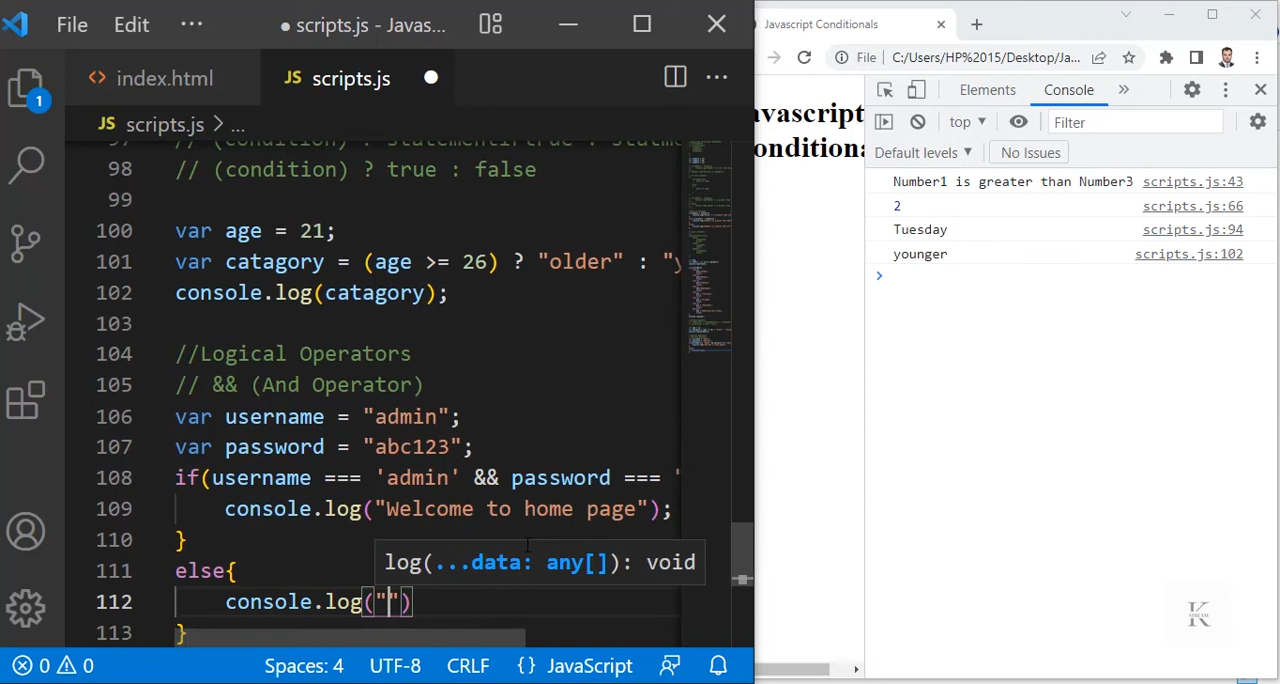 File Edit ··· ● scripts.js - Javas...
index.html
JS scripts.js
JS scripts.js > ...
98 // (condition) ? true : false
99
100 var age = 21;
101 var catagory = (age >= 26) ? "older" : "y
102 console.log(catagory);
103
104 //Logical Operators
105 // && (And Operator)
106 var username = "admin";
107 var password = "abc123";
108 if(username === 'admin' && password === '
109 console.log("Welcome to home page");
110 }
log(...data: any[]): void
111 else{
112 console.log("")
113 }
1
0 0 Spaces: 4 UTF-8 CRLF {} JavaScript
Javascript Conditionals
File C:/Users/HP%2015/Desktop/Ja...
avascript
onditiona
Elements Console
top Filter
Default levels No Issues
Number1 is greater than Number3 scripts.js:43
2 scripts.js:66
Tuesday scripts.js:94
younger scripts.js:102
K